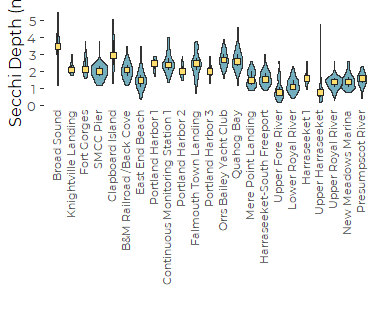 Secchi Depth (m
5
4
3
2
1
0
Broad Sound
Knightville Landing
Fort Gorges
SMCC Pier
Clapboard Island
B&M Railroad / Back Cove
East End Beach
Portland Harbor 1
Continuous Monitoring Station 1
Portland Harbor 2
Falmouth Town Landing
Portland Harbor 3
Orrs Bailey Yacht Club
Quahog Bay
Mere Point Landing
Harraseeket-South Freeport
Upper Fore River
Lower Royal River
Harraseeket 1
Upper Harraseeket
Upper Royal River
New Meadows Marina
Presumpscot River